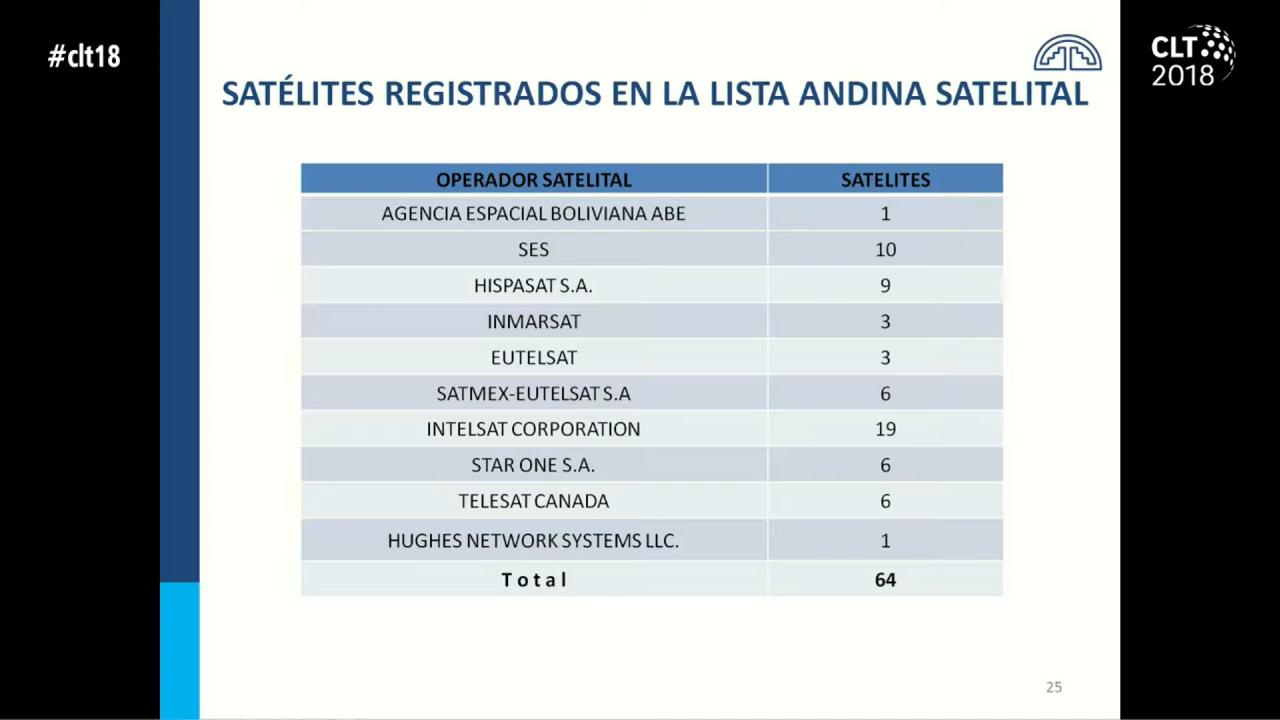 #clt18
CLT
2018
SATÉLITES REGISTRADOS EN LA LISTA ANDINA SATELITAL
OPERADOR SATELITAL SATELITES
AGENCIA ESPACIAL BOLIVIANA ABE 1
SES 10
HISPASAT S.A. 9
INMARSAT 3
EUTELSAT 3
SATMEX-EUTELSAT S.A 6
INTELSAT CORPORATION 19
STAR ONE S.A. 6
TELESAT CANADA 6
HUGHES NETWORK SYSTEMS LLC. 1
Total 64
25